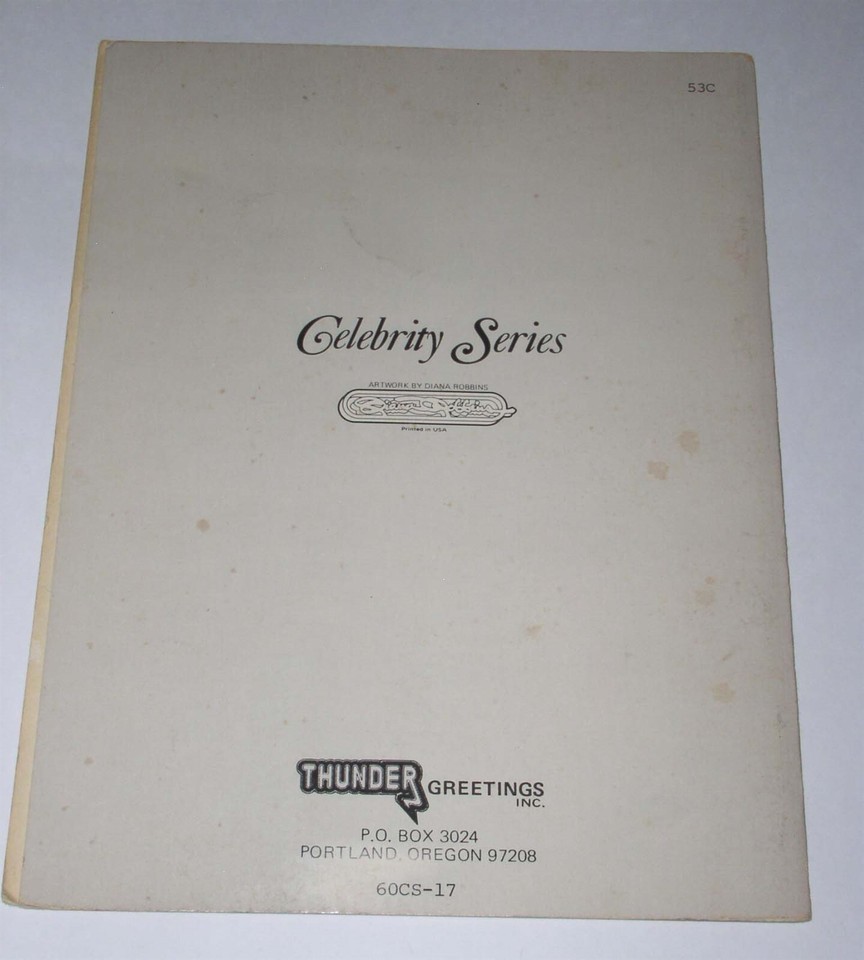 53C
Celebrity Series
ARTWORK BY DIANA ROBBINS
Printed in USA
THUNDER GREETINGS
INC.
P.O. BOX 3024
PORTLAND, OREGON 97208
60CS-17